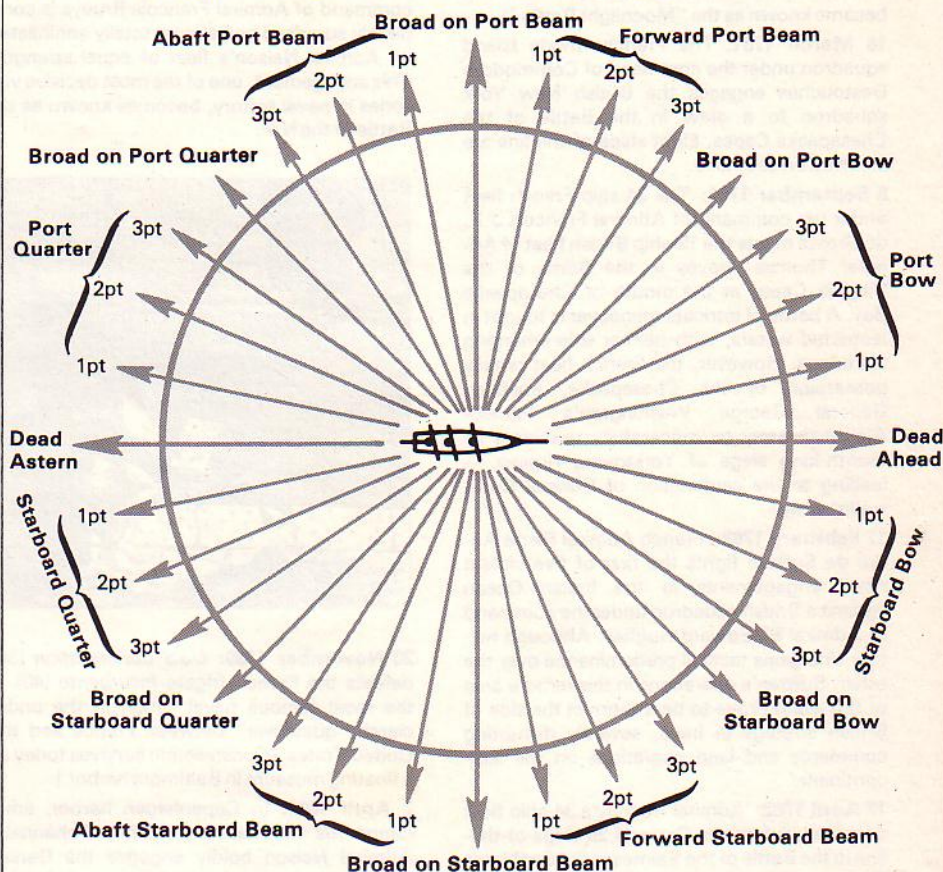 Broad on Port Beam
Abaft Port Beam
Forward Port Beam
1pt
2pt
3pt
1pt
2pt
3pt
Broad on Port Quarter
Broad on Port Bow
Port
Quarter
3pt
2pt
1pt
3pt
2pt
1pt
Port
Bow
Dead
Astern
Dead
Ahead
Starboard Quarter
1pt
2pt
3pt
1pt
2pt
3pt
Starboard Bow
Broad on
Starboard Quarter
Broad on
Starboard Bow
3pt
2pt
1pt
1pt
2pt
3pt
Abaft Starboard Beam
Forward Starboard Beam
Broad on Starboard Beam